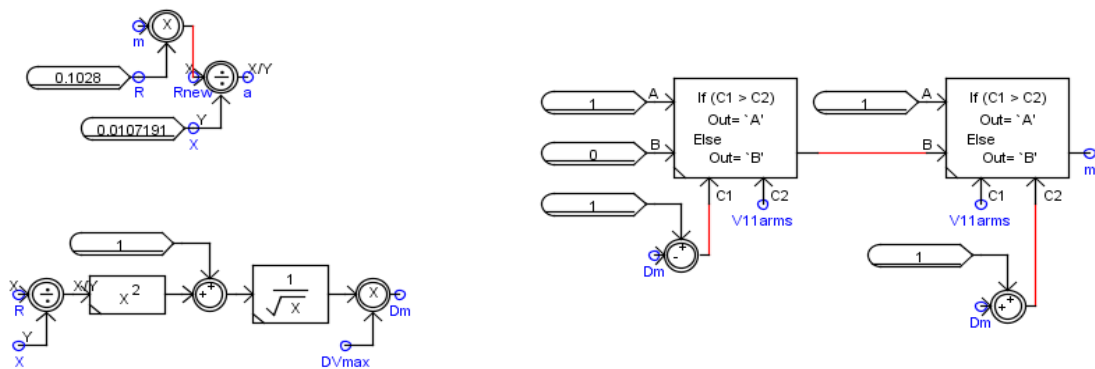 X
m
0.1028
R
X
Rnew
÷
X/Y
a
0.0107191
Y
X
1
X
R
÷
X/Y
Y
X
X 2
+
+
1
√X
X
Dm
DVmax
1
A
0
B
If (C1 > C2)
Out= `A'
Else
Out= `B'
C1
C2
V11arms
1
+
-
Dm
1
A
B
If (C1 > C2)
Out= `A'
Else
Out= `B'
m
C1
C2
V11arms
1
+
+
Dm